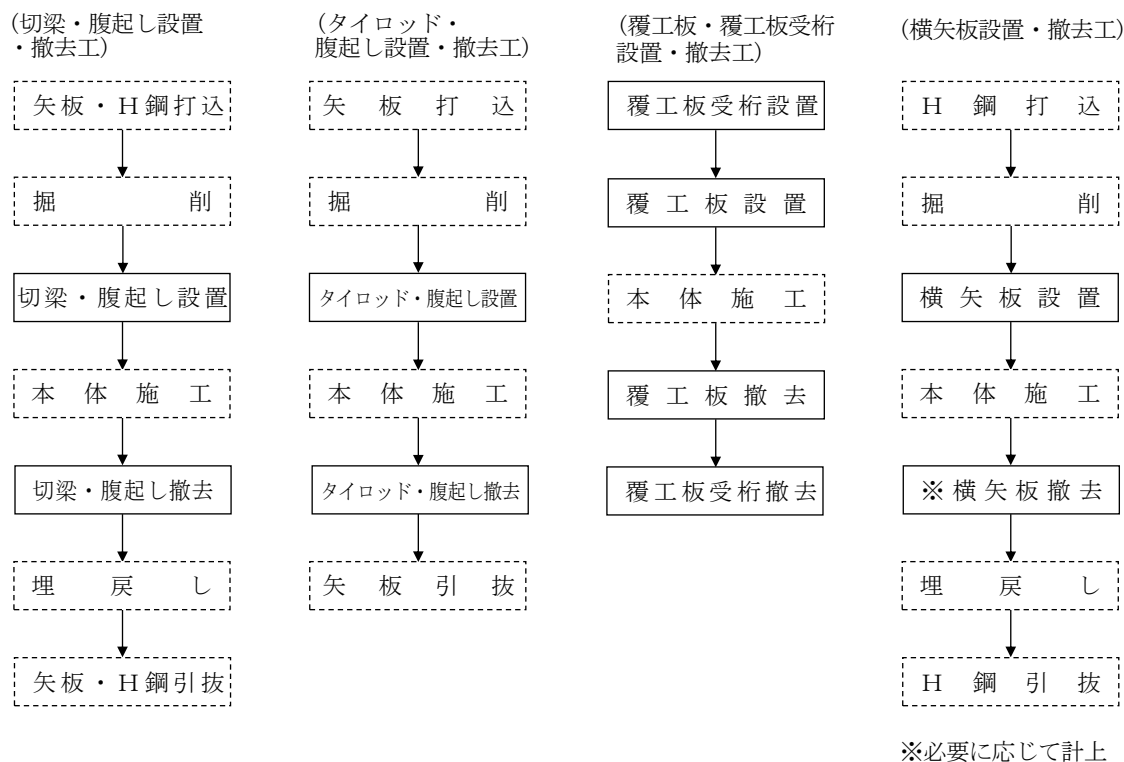 (切梁・腹起し設置
・撤去工)
矢板・H鋼打込
掘削
切梁・腹起し設置
本体施工
切梁・腹起し撤去
埋戻し
矢板・H鋼引抜
(タイロッド・
腹起し設置・撤去工)
矢板打込
掘削
タイロッド・腹起し設置
本体施工
タイロッド・腹起し撤去
矢板引抜
(覆工板・覆工板受桁
設置・撤去工)
覆工板受桁設置
覆工板設置
本体施工
覆工板撤去
覆工板受桁撤去
(横矢板設置・撤去工)
H鋼打込
掘削
横矢板設置
本体施工
※横矢板撤去
埋戻し
H鋼引抜
※必要に応じて計上